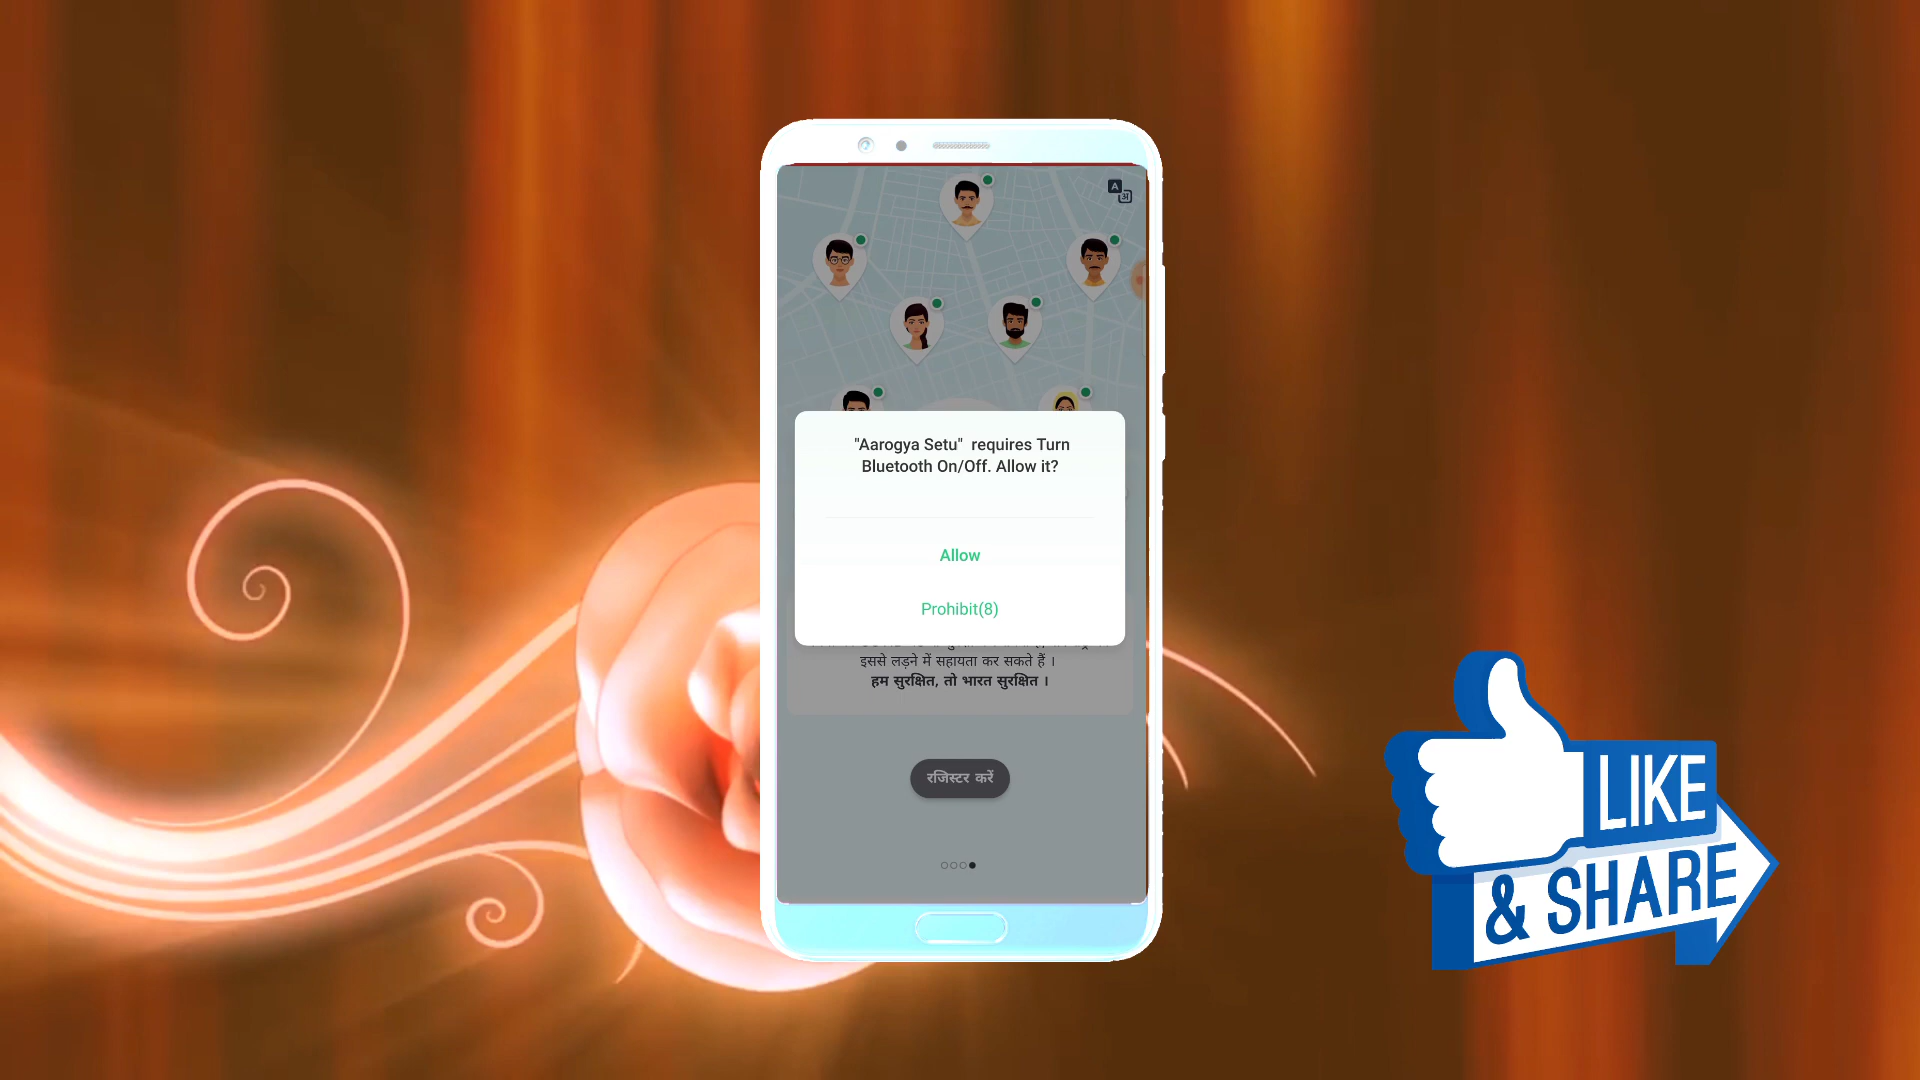 A
अ
"Aarogya Setu" requires Turn
Bluetooth On/Off. Allow it?
Allow
Prohibit(8)
इससे लड़ने में सहायता कर सकते हैं ।
हम सुरक्षित, तो भारत सुरक्षित ।
रजिस्टर करें
LIKE
& SHARE